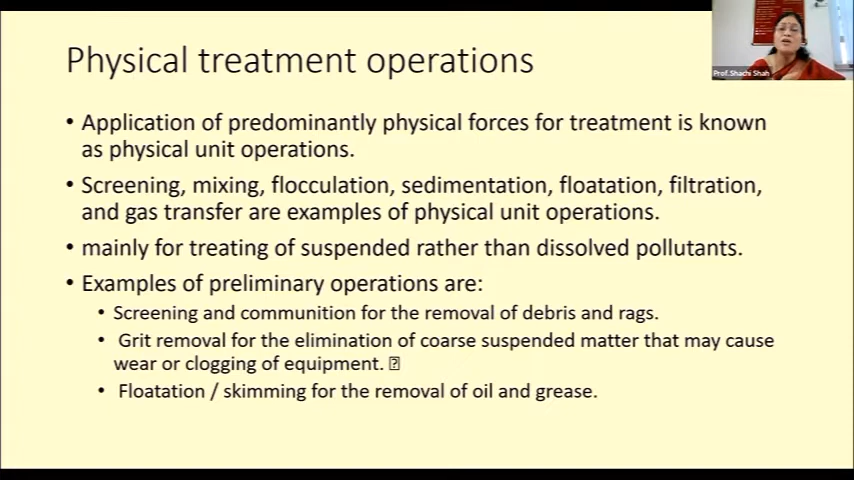 Physical treatment operations
Prof.Shachi Shah
• Application of predominantly physical forces for treatment is known
as physical unit operations.
• Screening, mixing, flocculation, sedimentation, floatation, filtration,
and gas transfer are examples of physical unit operations.
• mainly for treating of suspended rather than dissolved pollutants.
• Examples of preliminary operations are:
• Screening and communition for the removal of debris and rags.
• Grit removal for the elimination of coarse suspended matter that may cause
wear or clogging of equipment. ⍰
• Floatation / skimming for the removal of oil and grease.